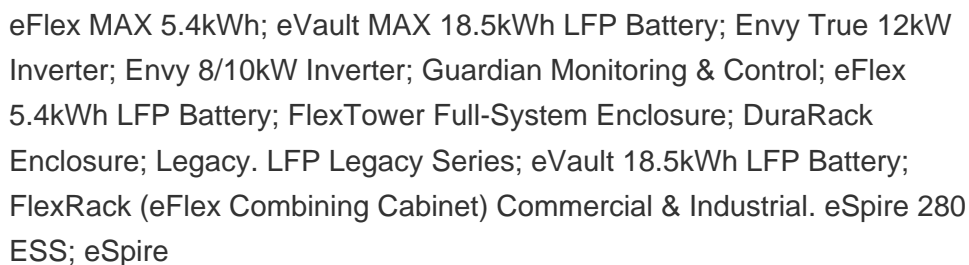 eFlex MAX 5.4kWh; eVault MAX 18.5kWh LFP Battery; Envy True 12kW
Inverter; Envy 8/10kW Inverter; Guardian Monitoring & Control; eFlex
5.4kWh LFP Battery; FlexTower Full-System Enclosure; DuraRack
Enclosure; Legacy. LFP Legacy Series; eVault 18.5kWh LFP Battery;
FlexRack (eFlex Combining Cabinet) Commercial & Industrial. eSpire 280
ESS; eSpire